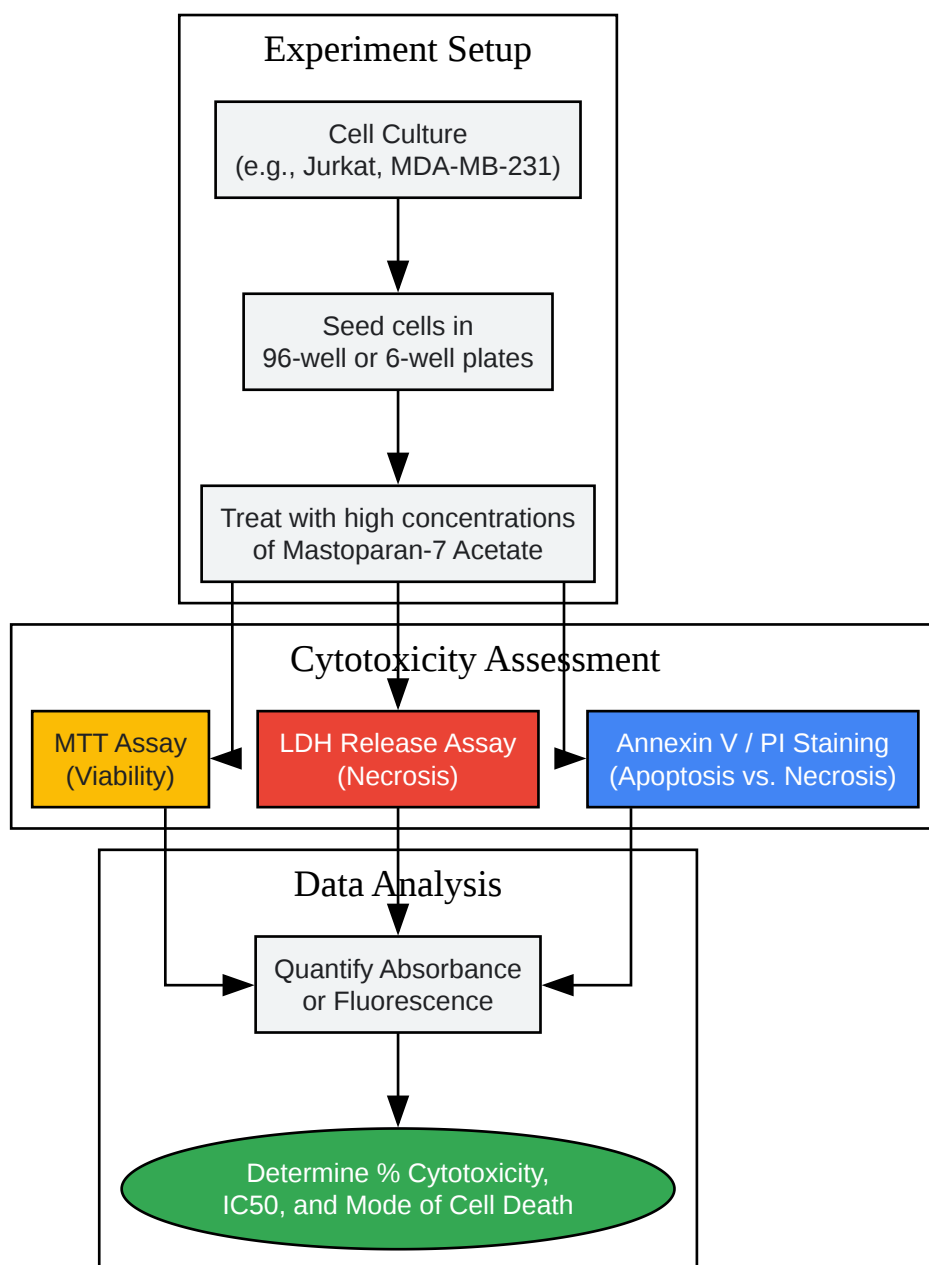 Experiment Setup
Cell Culture
(e.g., Jurkat, MDA-MB-231)
Seed cells in
96-well or 6-well plates
Treat with high concentrations
of Mastoparan-7 Acetate
Cytotoxicity Assessment
MTT Assay
(Viability)
LDH Release Assay
(Necrosis)
Annexin V / PI Staining
(Apoptosis vs. Necrosis)
Data Analysis
Quantify Absorbance
or Fluorescence
Determine % Cytotoxicity,
IC50, and Mode of Cell Death